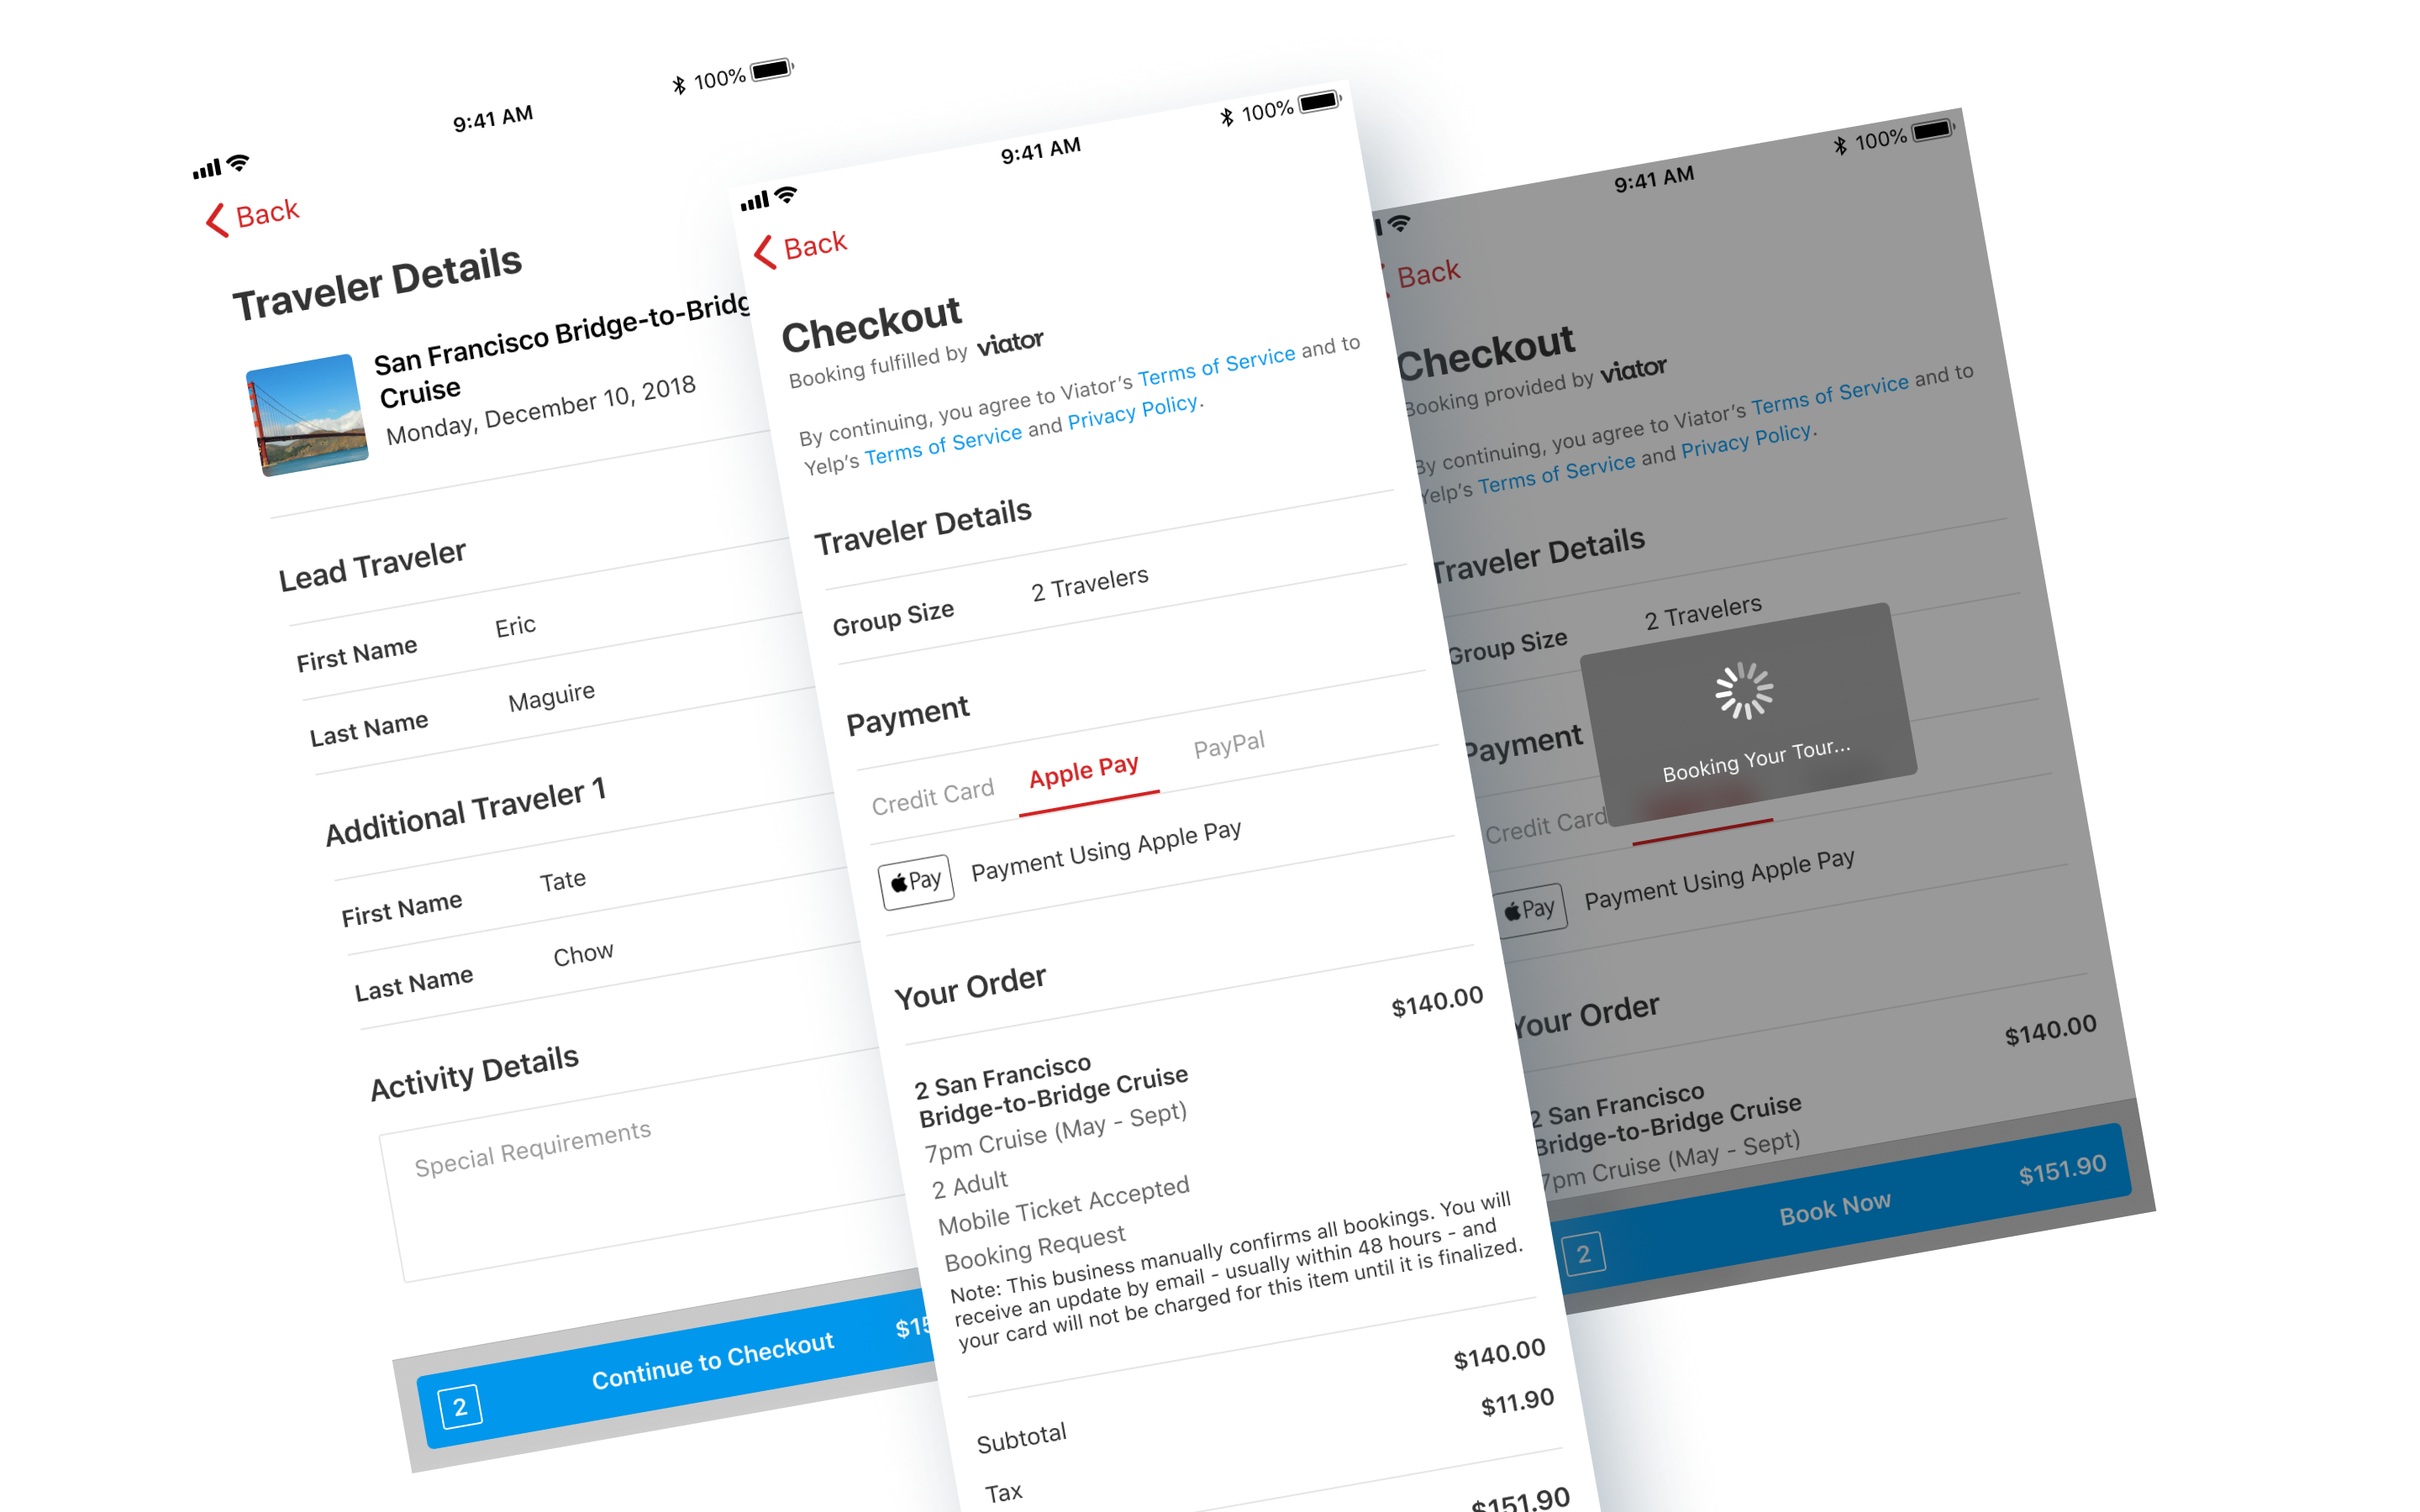 9:41 AM
100%
Back
Traveler Details
San Francisco Bridge-to-Bridg
Cruise
Monday, December 10, 2018
Lead Traveler
First Name Eric
Last Name Maguire
Additional Traveler 1
First Name Tate
Last Name Chow
Activity Details
Special Requirements
2 Continue to Checkout $15
9:41 AM
100%
Back
Checkout
Booking fulfilled by viator
By continuing, you agree to Viator's Terms of Service and to
Yelp's Terms of Service and Privacy Policy.
Traveler Details
Group Size 2 Travelers
Payment
Credit Card Apple Pay PayPal
Pay Payment Using Apple Pay
Your Order
$140.00
2 San Francisco
Bridge-to-Bridge Cruise
7pm Cruise (May - Sept)
2 Adult
Mobile Ticket Accepted
Booking Request
Note: This business manually confirms all bookings. You will
receive an update by email - usually within 48 hours - and
your card will not be charged for this item until it is finalized.
Subtotal $140.00
Tax $11.90
$151.90
9:41 AM
100%
Back
Checkout
Booking provided by viator
By continuing, you agree to Viator's Terms of Service and to
Yelp's Terms of Service and Privacy Policy.
Traveler Details
Group Size 2 Travelers
Payment
Booking Your Tour...
Credit Card
Pay Payment Using Apple Pay
Your Order
$140.00
2 San Francisco
Bridge-to-Bridge Cruise
7pm Cruise (May - Sept)
2 Book Now $151.90